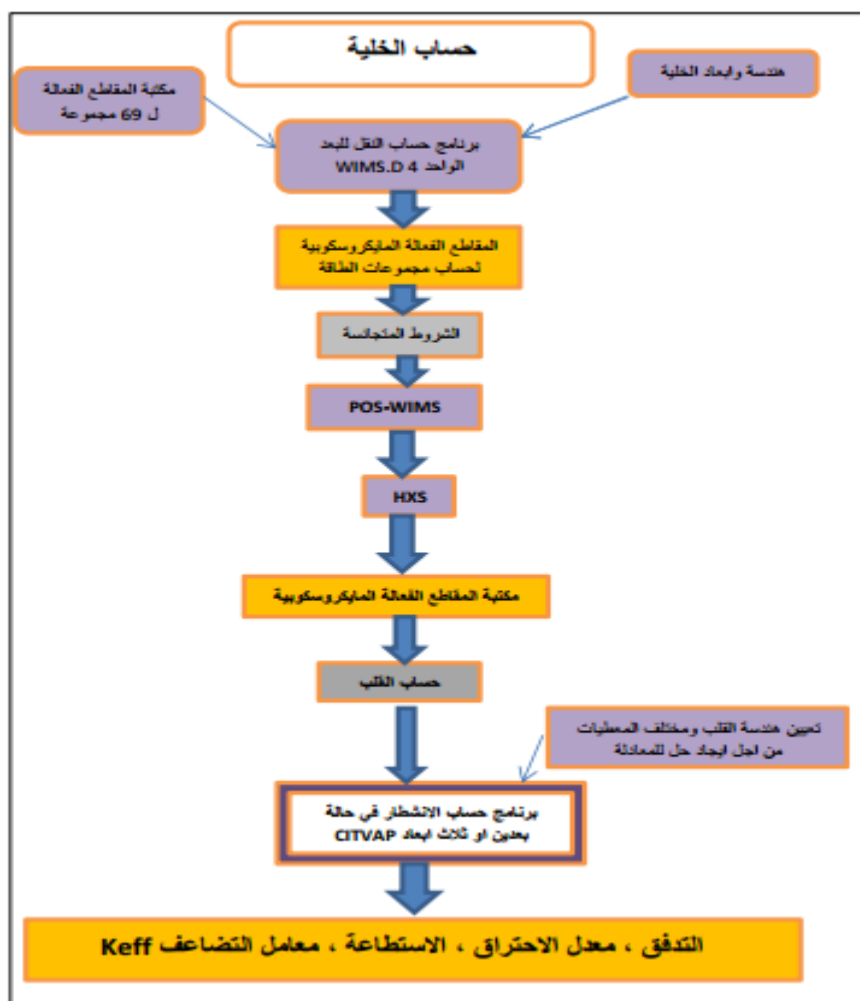 حساب الخلية
هندسة وابعاد الخلية
مكتبة المقاطع الفعالة
ل 69 مجموعة
برنامج حساب النقل للبعد
الواحد WIMS.D 4
المقاطع الفعالة المايكروسكوبية
لحساب مجموعات الطاقة
الشروط المتجانسة
POS-WIMS
HXS
مكتبة المقاطع الفعالة المايكروسكوبية
حساب القلب
تعيين هندسة القلب ومختلف المعطيات
من اجل ايجاد حل للمعادلة
برنامج حساب الانشطار في حالة
بعدين او ثلاث ابعاد CITVAP
التدفق ، معدل الاحتراق ، الاستطاعة ، معامل التضاعف Keff